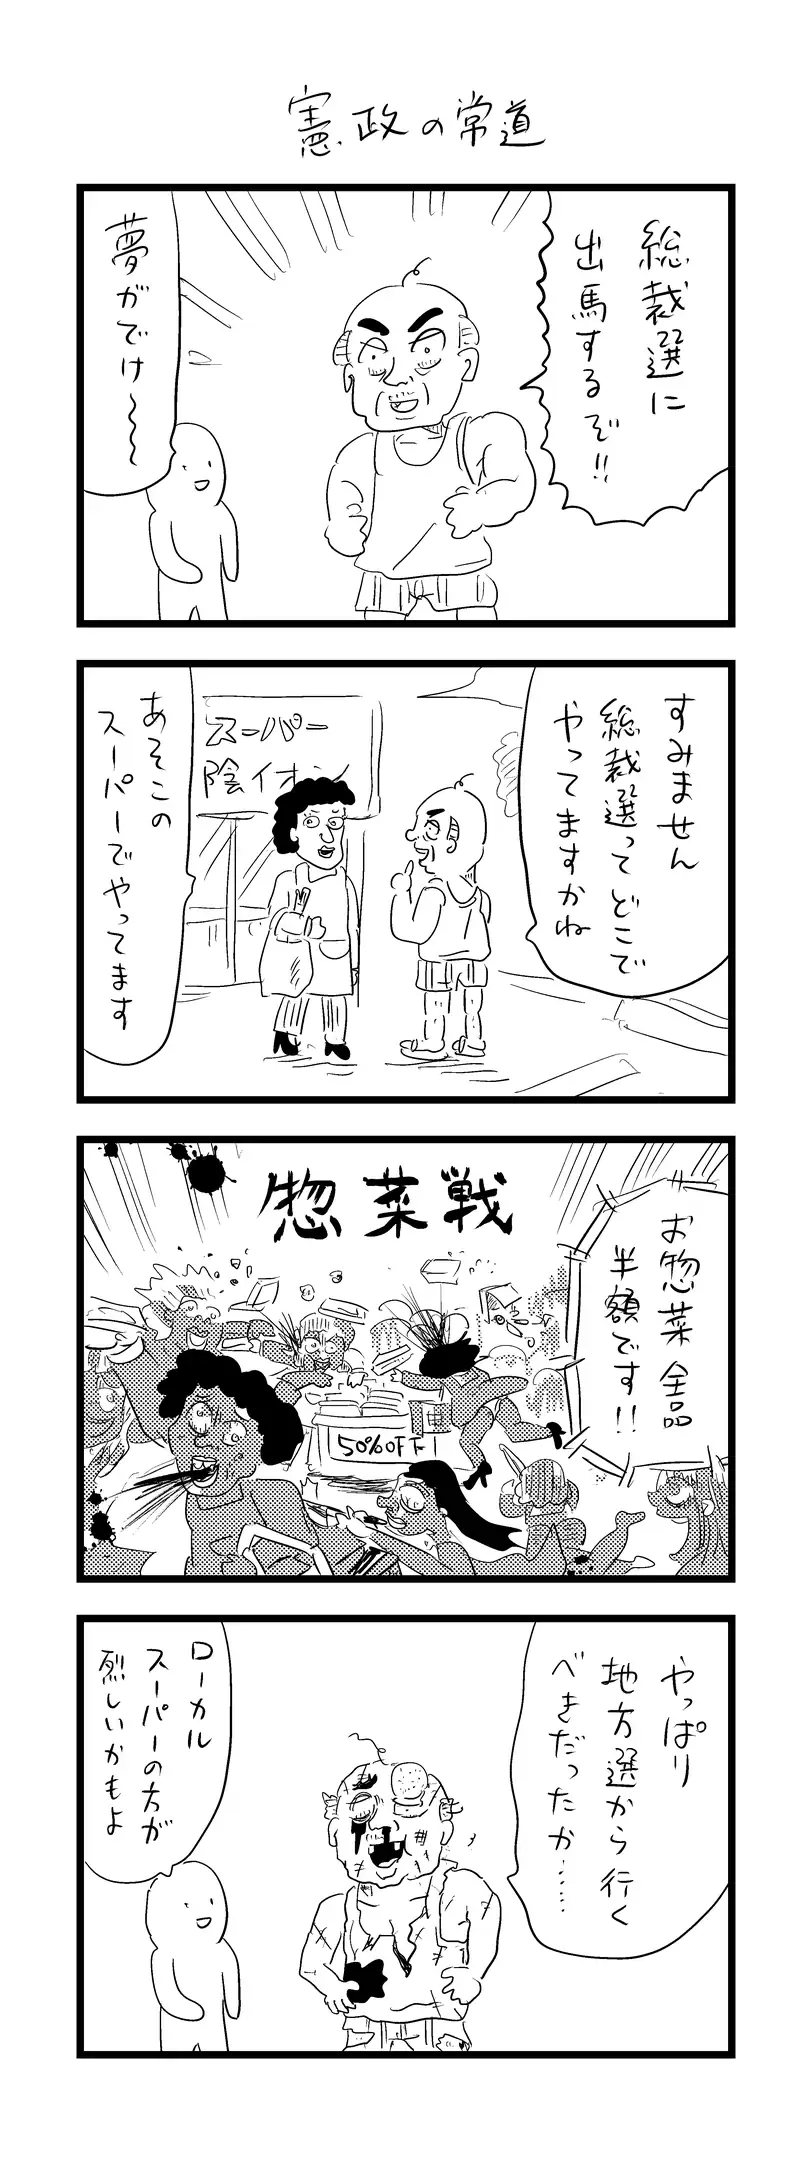 憲政の常道
総裁選に
出馬するぞ!!
夢がでけ〜〜〜
すみません
総裁選ってどこで
やってますかね
スーパー
陰イオン
あそこの
スーパーでやってます
お惣菜全品
半額です!!
惣菜戦
50%OFF!
やっぱり
地方選から行く
べきだったか……
ローカル
スーパーの方が
烈しいかもよ